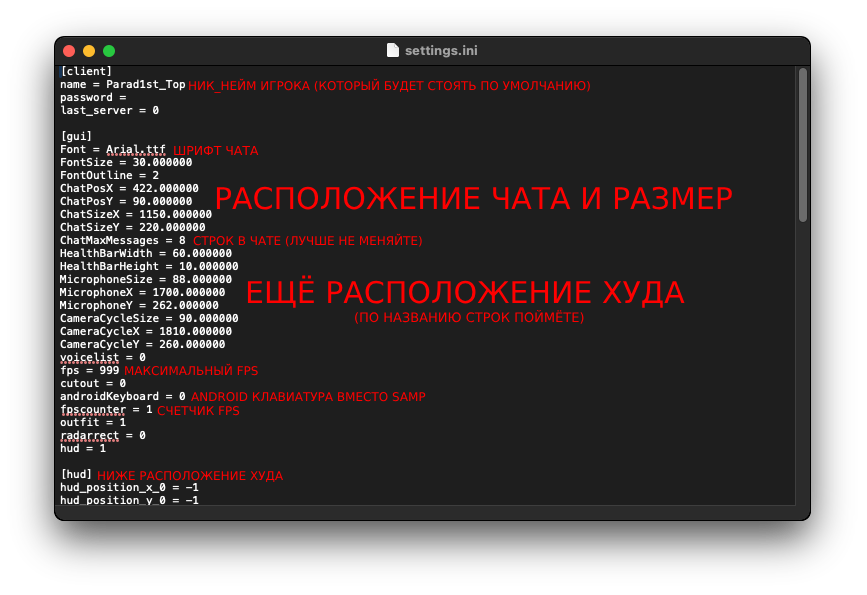 settings.ini
[client]
name = Parad1st_Top НИК_НЕЙМ ИГРОКА (КОТОРЫЙ БУДЕТ СТОЯТЬ ПО УМОЛЧАНИЮ)
password =
last_server = 0
[gui]
Font = Arial.ttf ШРИФТ ЧАТА
FontSize = 30.000000
FontOutline = 2
ChatPosX = 422.000000
РАСПОЛОЖЕНИЕ ЧАТА И РАЗМЕР
ChatPosY = 90.000000
ChatSizeX = 1150.000000
ChatSizeY = 220.000000
ChatMaxMessages = 8 СТРОК В ЧАТЕ (ЛУЧШЕ НЕ МЕНЯЙТЕ)
HealthBarWidth = 60.000000
HealthBarHeight = 10.000000
MicrophoneSize = 88.000000
MicrophoneX = 1700.000000
ЕЩЁ РАСПОЛОЖЕНИЕ ХУДА
MicrophoneY = 262.000000
CameraCycleSize = 90.000000
(ПО НАЗВАНИЮ СТРОК ПОЙМЁТЕ)
CameraCycleX = 1810.000000
CameraCycleY = 260.000000
voicelist = 0
fps = 999 МАКСИМАЛЬНЫЙ FPS
cutout = 0
androidKeyboard = 0 ANDROID КЛАВИАТУРА ВМЕСТО SAMP
fpscounter = 1 СЧЕТЧИК FPS
outfit = 1
radarrect = 0
hud = 1
[hud] НИЖЕ РАСПОЛОЖЕНИЕ ХУДА
hud_position_x_0 = -1
hud_position_y_0 = -1